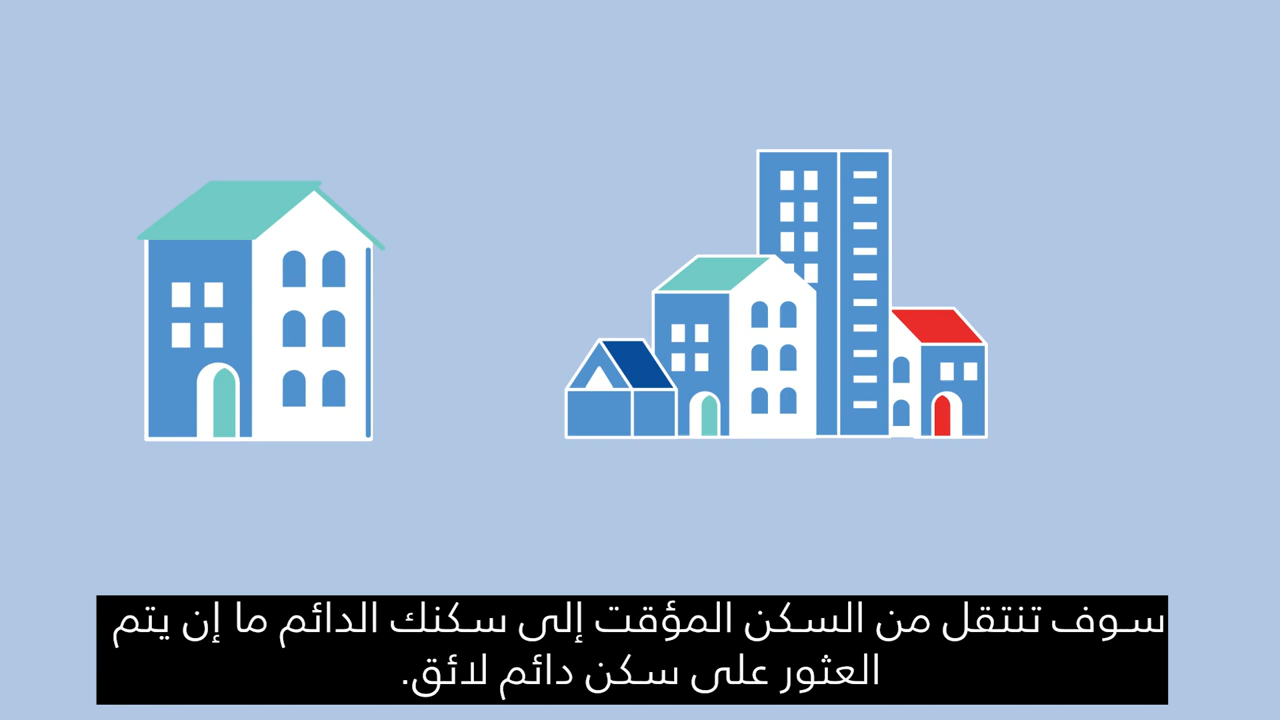 سوف تنتقل من السكن المؤقت إلى سكنك الدائم ما إن يتم
العثور على سكن دائم لائق.